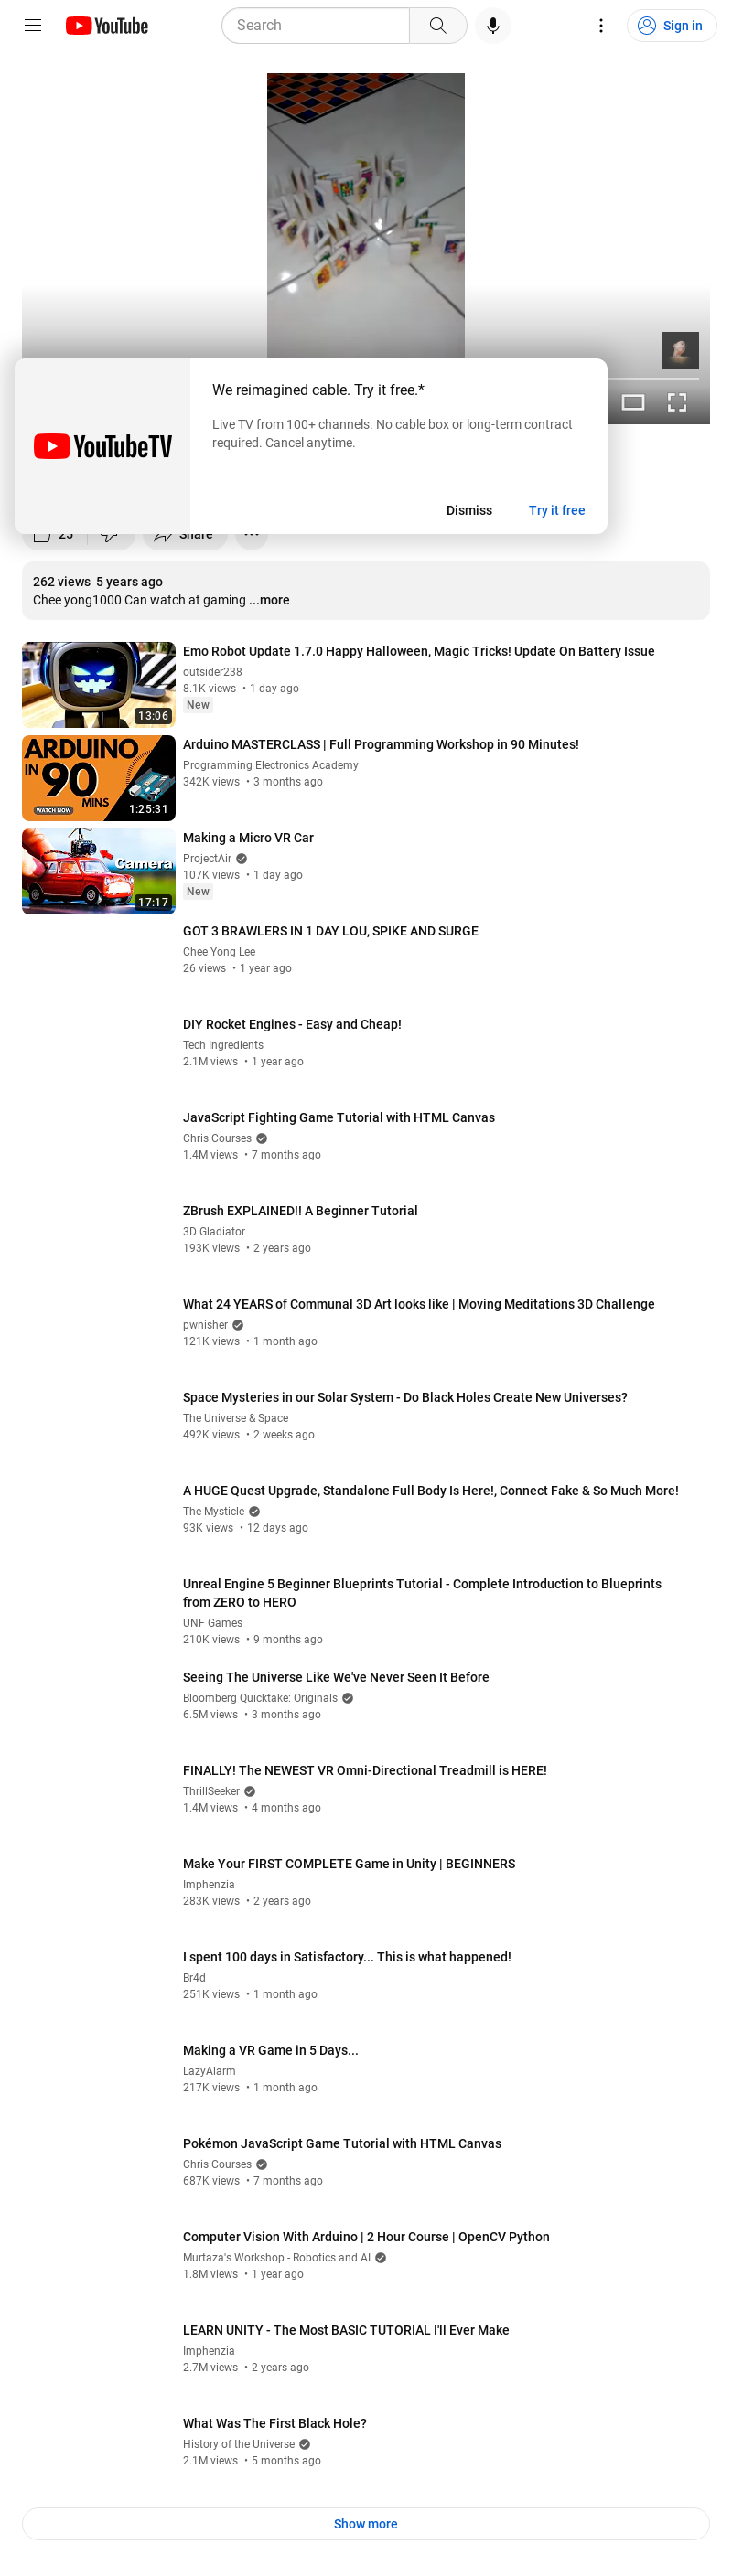 YouTube
Search
Sign in
We reimagined cable. Try it free.*
Live TV from 100+ channels. No cable box or long-term contract
required. Cancel anytime.
YouTubeTV
Dismiss
Try it free
25
Share
262 views 5 years ago
Chee yong1000 Can watch at gaming ...more
Emo Robot Update 1.7.0 Happy Halloween, Magic Tricks! Update On Battery Issue
outsider238
8.1K views • 1 day ago
New
13:06
ARDUINO
IN 90
MINS
WATCH NOW
1:25:31
Arduino MASTERCLASS | Full Programming Workshop in 90 Minutes!
Programming Electronics Academy
342K views • 3 months ago
Camera
17:17
Making a Micro VR Car
ProjectAir
107K views • 1 day ago
New
GOT 3 BRAWLERS IN 1 DAY LOU, SPIKE AND SURGE
Chee Yong Lee
26 views • 1 year ago
DIY Rocket Engines - Easy and Cheap!
Tech Ingredients
2.1M views • 1 year ago
JavaScript Fighting Game Tutorial with HTML Canvas
Chris Courses
1.4M views • 7 months ago
ZBrush EXPLAINED!! A Beginner Tutorial
3D Gladiator
193K views • 2 years ago
What 24 YEARS of Communal 3D Art looks like | Moving Meditations 3D Challenge
pwnisher
121K views • 1 month ago
Space Mysteries in our Solar System - Do Black Holes Create New Universes?
The Universe & Space
492K views • 2 weeks ago
A HUGE Quest Upgrade, Standalone Full Body Is Here!, Connect Fake & So Much More!
The Mysticle
93K views • 12 days ago
Unreal Engine 5 Beginner Blueprints Tutorial - Complete Introduction to Blueprints
from ZERO to HERO
UNF Games
210K views • 9 months ago
Seeing The Universe Like We've Never Seen It Before
Bloomberg Quicktake: Originals
6.5M views • 3 months ago
FINALLY! The NEWEST VR Omni-Directional Treadmill is HERE!
ThrillSeeker
1.4M views • 4 months ago
Make Your FIRST COMPLETE Game in Unity | BEGINNERS
Imphenzia
283K views • 2 years ago
I spent 100 days in Satisfactory... This is what happened!
Br4d
251K views • 1 month ago
Making a VR Game in 5 Days...
LazyAlarm
217K views • 1 month ago
Pokémon JavaScript Game Tutorial with HTML Canvas
Chris Courses
687K views • 7 months ago
Computer Vision With Arduino | 2 Hour Course | OpenCV Python
Murtaza's Workshop - Robotics and AI
1.8M views • 1 year ago
LEARN UNITY - The Most BASIC TUTORIAL I'll Ever Make
Imphenzia
2.7M views • 2 years ago
What Was The First Black Hole?
History of the Universe
2.1M views • 5 months ago
Show more